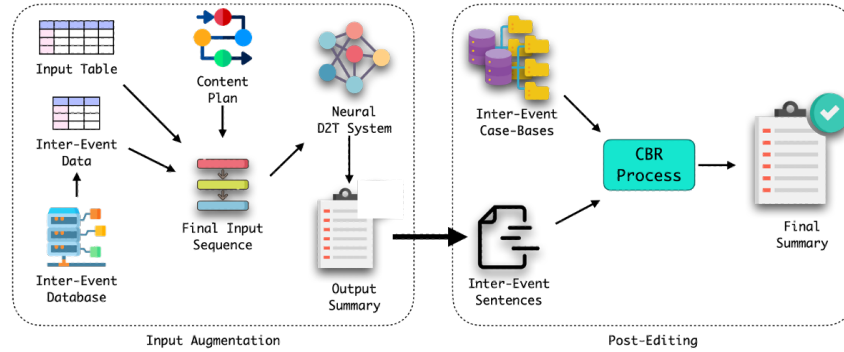 Input Table
Content
Plan
Neural
D2T System
Inter-Event
Data
Final Input
Sequence
Inter-Event
Database
Output
Summary
Input Augmentation
Inter-Event
Case-Bases
CBR
Process
Final
Summary
Inter-Event
Sentences
Post-Editing